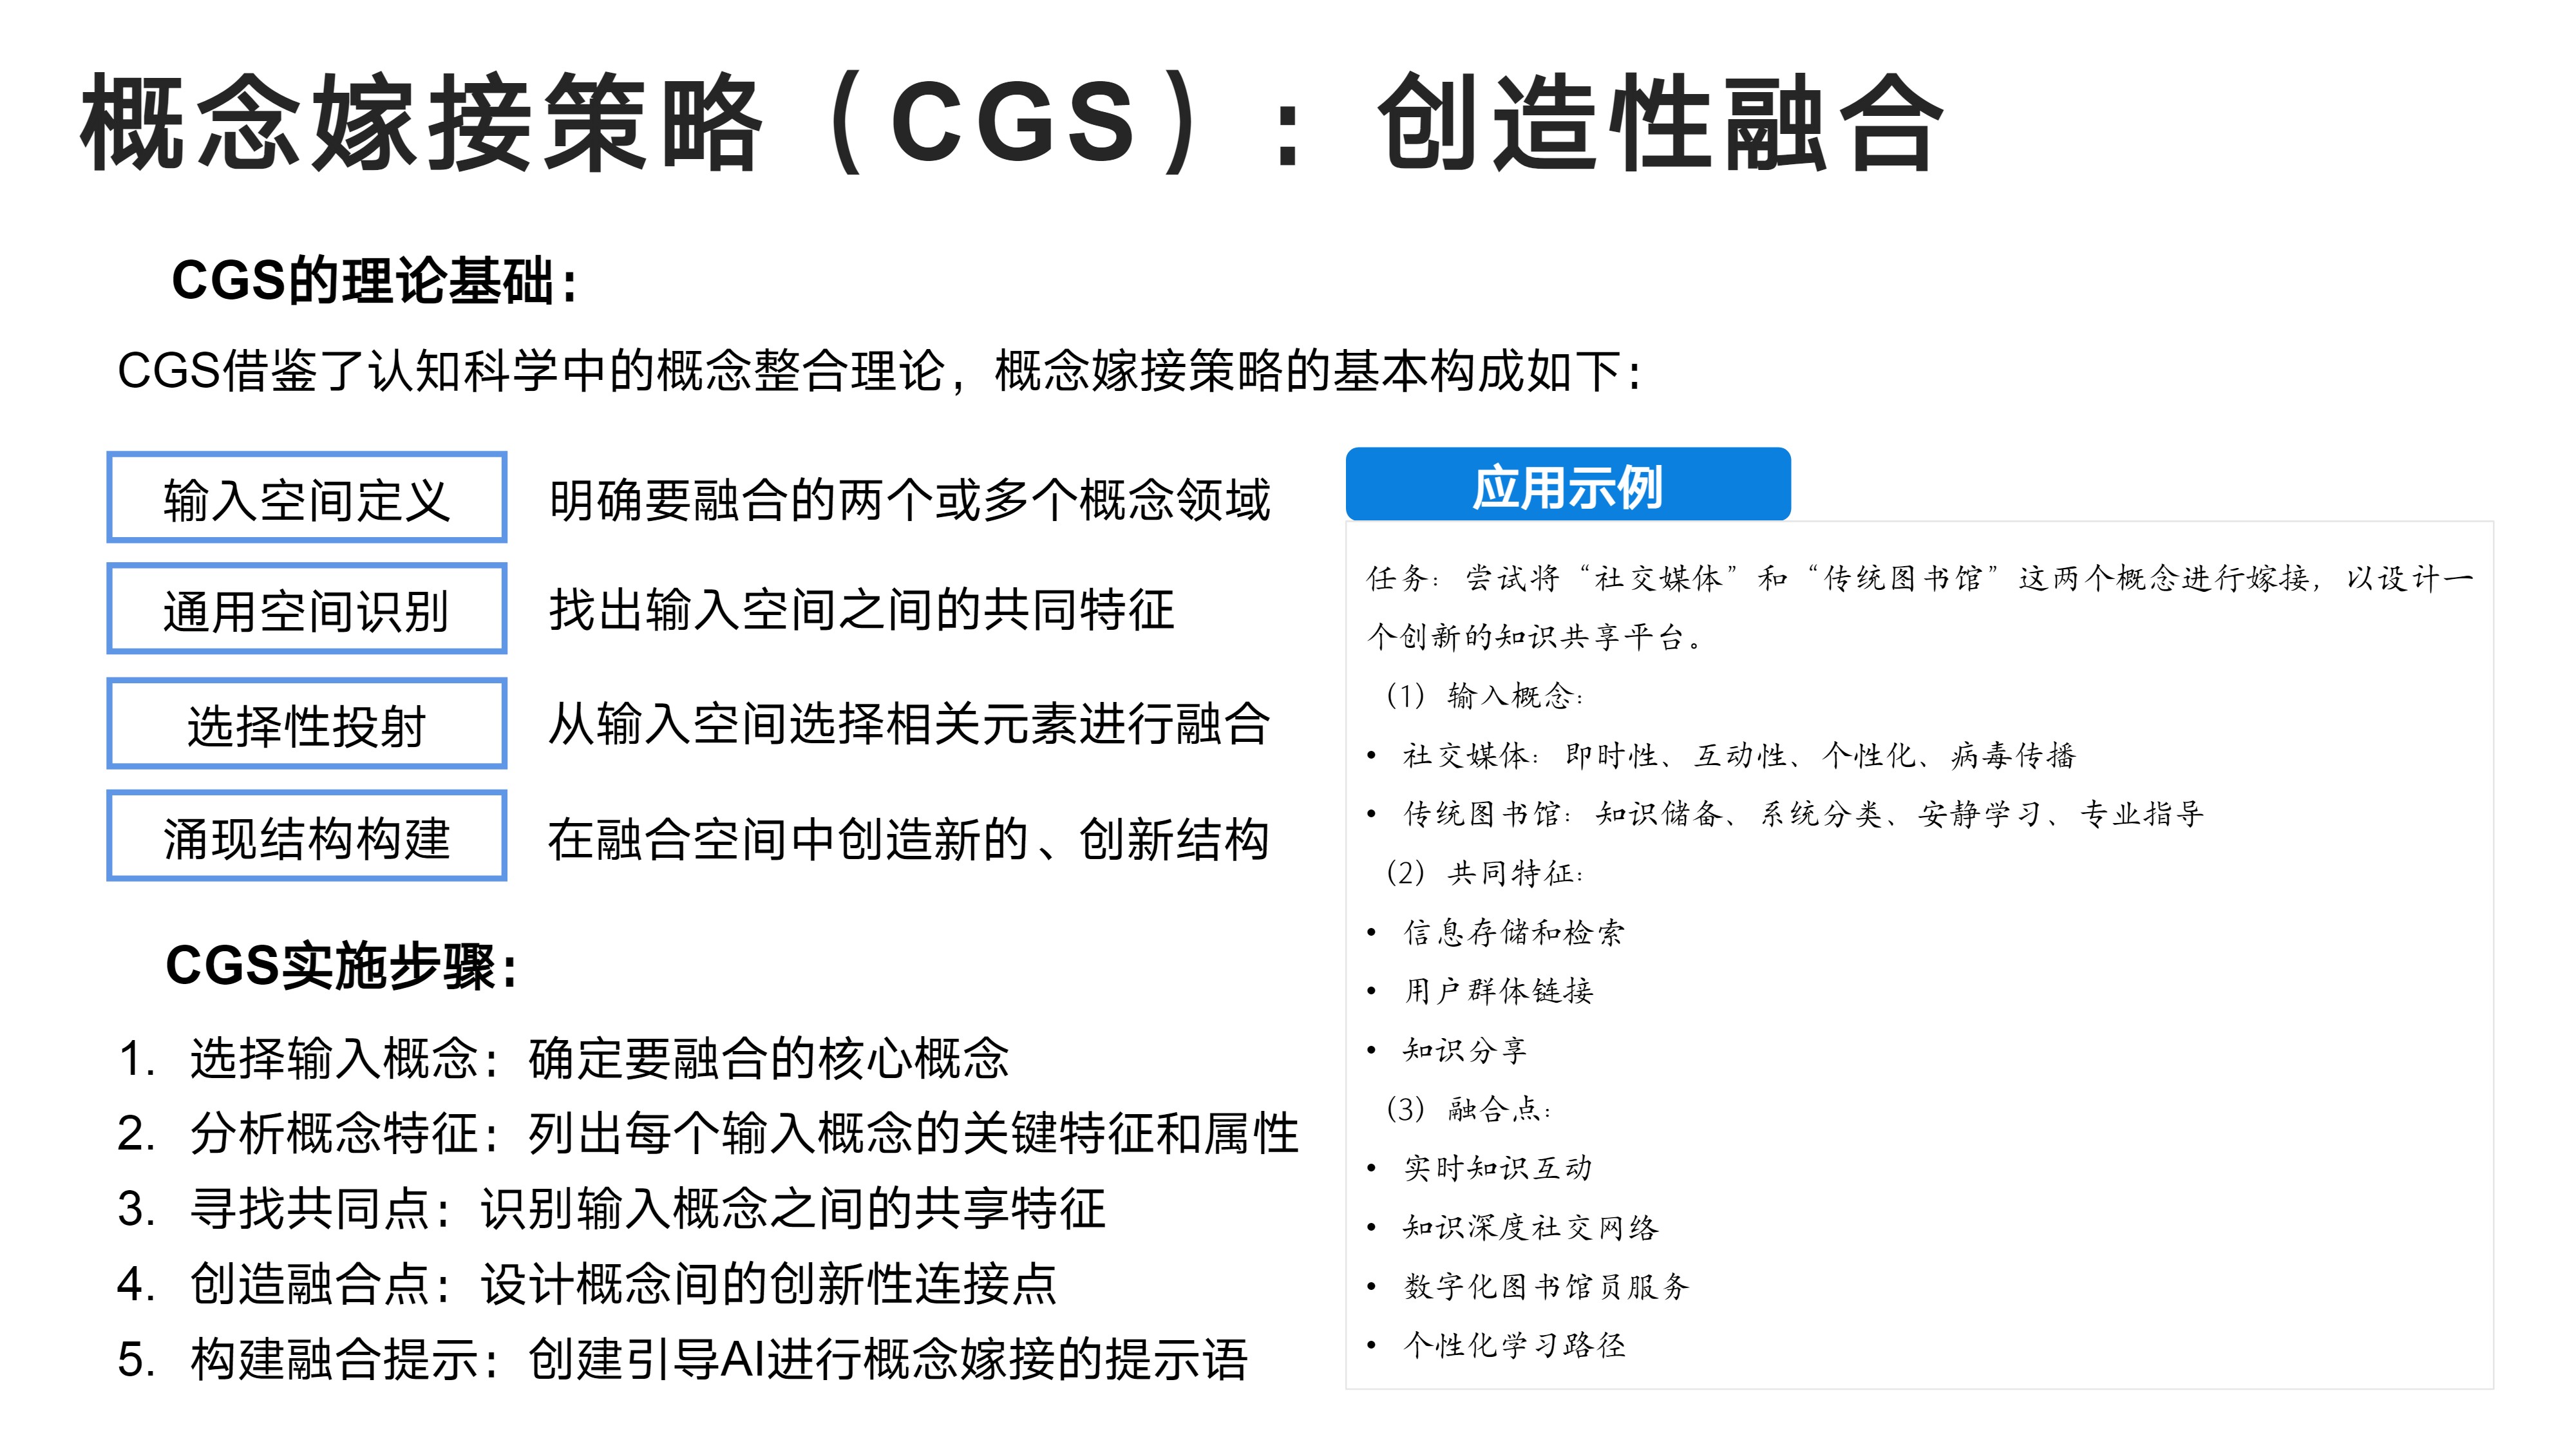 概念嫁接策略（CGS）：创造性融合
CGS的理论基础：
CGS借鉴了认知科学中的概念整合理论，概念嫁接策略的基本构成如下：
输入空间定义
明确要融合的两个或多个概念领域
通用空间识别
找出输入空间之间的共同特征
选择性投射
从输入空间选择相关元素进行融合
涌现结构构建
在融合空间中创造新的、创新结构
CGS实施步骤：
1. 选择输入概念：确定要融合的核心概念
2. 分析概念特征：列出每个输入概念的关键特征和属性
3. 寻找共同点：识别输入概念之间的共享特征
4. 创造融合点：设计概念间的创新性连接点
5. 构建融合提示：创建引导AI进行概念嫁接的提示语
应用示例
任务：尝试将“社交媒体”和“传统图书馆”这两个概念进行嫁接，以设计一
个创新的知识共享平台。
（1）输入概念：
• 社交媒体：即时性、互动性、个性化、病毒传播
• 传统图书馆：知识储备、系统分类、安静学习、专业指导
（2）共同特征：
• 信息存储和检索
• 用户群体链接
• 知识分享
（3）融合点：
• 实时知识互动
• 知识深度社交网络
• 数字化图书馆员服务
• 个性化学习路径